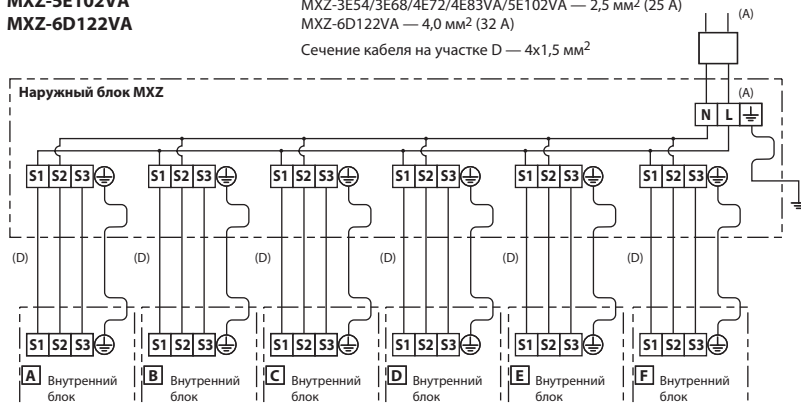 MXZ-5E102VA
MXZ-6D122VA
MXZ-3E54/3E68/4E72/4E83VA/5E102VA — 2,5 мм² (25 А)
MXZ-6D122VA — 4,0 мм² (32 А)
Сечение кабеля на участке D — 4x1,5 мм²
(A)
Наружный блок MXZ
(A)
N L
S1 S2 S3 S1 S2 S3 S1 S2 S3 S1 S2 S3 S1 S2 S3 S1 S2 S3
(D) (D) (D) (D) (D) (D)
S1 S2 S3 S1 S2 S3 S1 S2 S3 S1 S2 S3 S1 S2 S3 S1 S2 S3
A Внутренний блок
B Внутренний блок
C Внутренний блок
D Внутренний блок
E Внутренний блок
F Внутренний блок